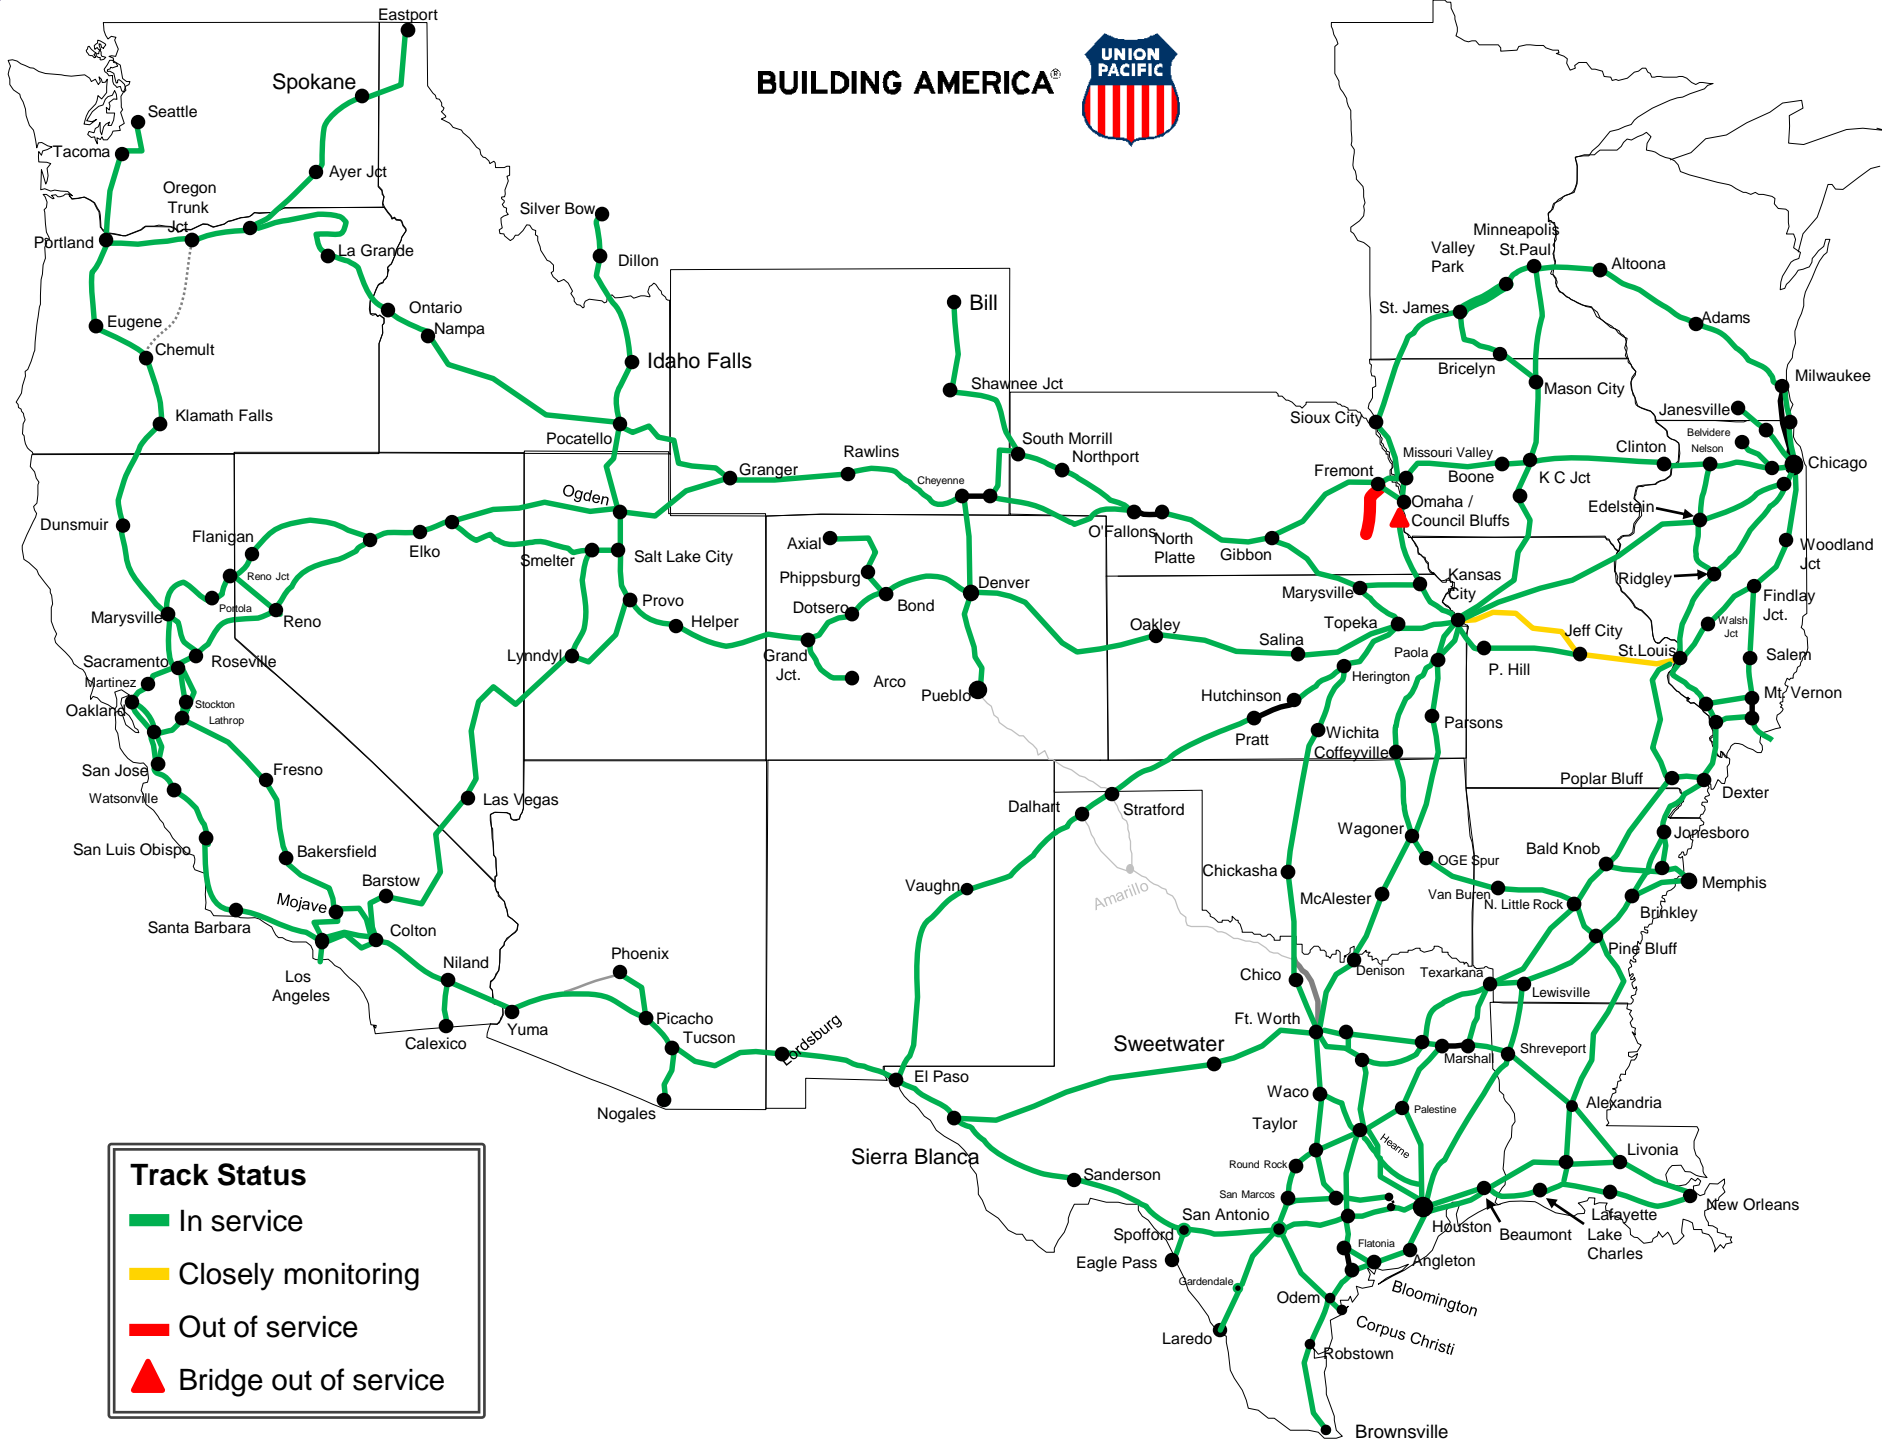 Eastport
BUILDING AMERICA®
UNION
PACIFIC
Spokane
Seattle
Tacoma
Ayer Jct
Oregon
Trunk
Jct
Portland
La Grande
Silver Bow
Dillon
Minneapolis
St.Paul
Valley
Park
Altoona
Ontario
Nampa
Bill
St. James
Adams
Eugene
Chemult
Idaho Falls
Bricelyn
Mason City
Milwaukee
Shawnee Jct
Klamath Falls
Pocatello
Sioux City
Janesville
Belvidere
Nelson
South Morrill
Northport
Rawlins
Granger
Cheyenne
Missouri Valley
Boone
Clinton
Chicago
Fremont
K C Jct
Ogden
Omaha /
Council Bluffs
Edelstein
Dunsmuir
Flanigan
Elko
Smelter
Salt Lake City
Axial
O'Fallons
North
Platte
Gibbon
Woodland
Jct
Reno Jct
Phippsburg
Denver
Kansas
City
Ridgley
Marysville
Findlay
Jct.
Portola
Marysville
Reno
Provo
Dotsero
Bond
Helper
Oakley
Topeka
Walsh
Jct
Jeff City
Salina
Sacramento
Roseville
Lynndyl
Grand
Jct.
Paola
St.Louis
Salem
P. Hill
Martinez
Arco
Herington
Oakland
Stockton
Lathrop
Pueblo
Hutchinson
Mt. Vernon
Pratt
Wichita
Parsons
Coffeyville
San Jose
Fresno
Poplar Bluff
Dexter
Watsonville
Las Vegas
Dalhart
Stratford
Wagoner
Jonesboro
San Luis Obispo
Bakersfield
Bald Knob
OGE Spur
Barstow
Chickasha
Vaughn
Amarillo
McAlester
Van Buren
N. Little Rock
Memphis
Mojave
Brinkley
Santa Barbara
Colton
Pine Bluff
Phoenix
Niland
Los
Angeles
Chico
Denison
Texarkana
Lewisville
Yuma
Picacho
Tucson
Lordsburg
Ft. Worth
Calexico
Sweetwater
Marshall
Shreveport
El Paso
Nogales
Waco
Palestine
Alexandria
Taylor
Hearne
Sierra Blanca
Livonia
Round Rock
Sanderson
San Marcos
San Antonio
New Orleans
Spofford
Houston
Beaumont
Lafayette
Lake
Charles
Flatonia
Eagle Pass
Angleton
Gardendale
Odem
Bloomington
Laredo
Corpus Christi
Robstown
Brownsville
Track Status
In service
Closely monitoring
Out of service
Bridge out of service